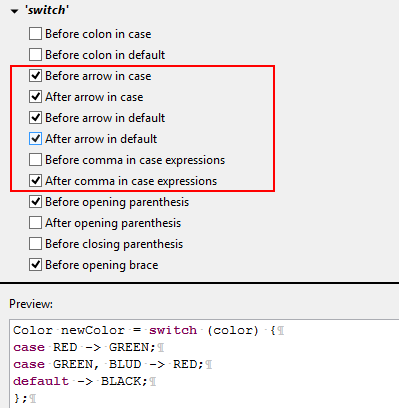 'switch'
Before colon in case
Before colon in default
Before arrow in case
After arrow in case
Before arrow in default
After arrow in default
Before comma in case expressions
After comma in case expressions
Before opening parenthesis
After opening parenthesis
Before closing parenthesis
Before opening brace
Preview:
Color·newColor·=·switch·(color)·{¶
case·RED·->·GREEN;¶
case·GREEN,·BLUD·->·RED;¶
default·->·BLACK;¶
};¶